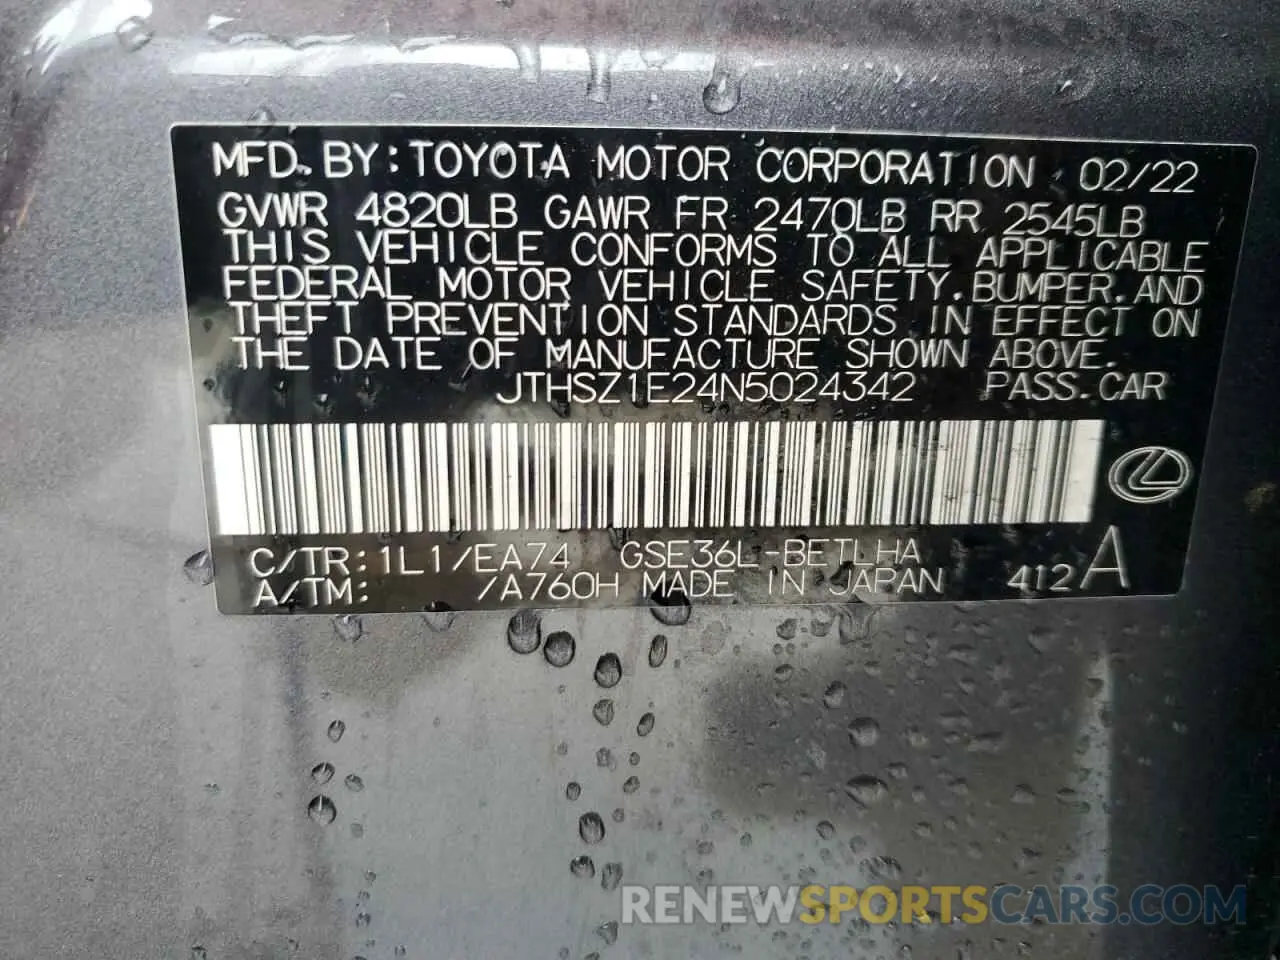 MFD. BY: TOYOTA MOTOR CORPORATION 02/22
GVWR 4820LB GAWR FR 2470LB RR 2545LB
THIS VEHICLE CONFORMS TO ALL APPLICABLE
FEDERAL MOTOR VEHICLE SAFETY, BUMPER, AND
THEFT PREVENTION STANDARDS IN EFFECT ON
THE DATE OF MANUFACTURE SHOWN ABOVE.
JTHSZ1E24N5024342 PASS. CAR
C/TR: 1L1/EA74 GSE36L-BETLHA
A/TM: /A760H MADE IN JAPAN 412A
RENEWSPORTSCARS.COM